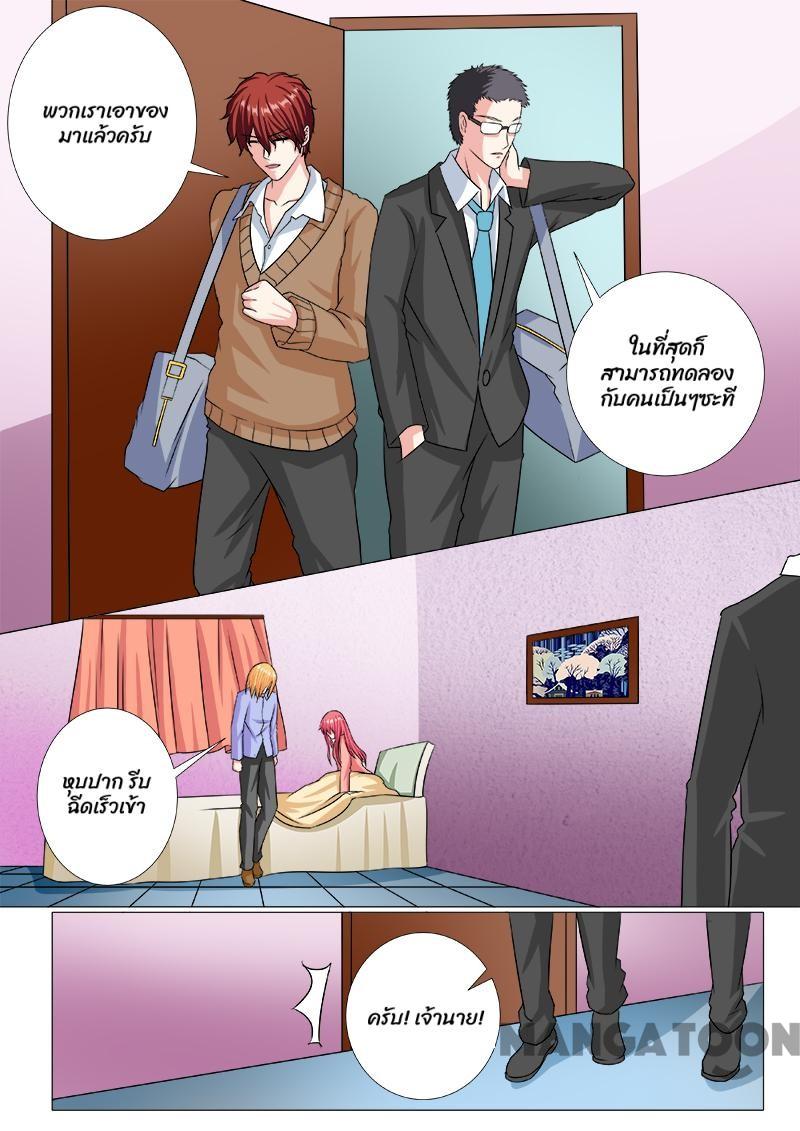 พวกเราเอาของ
มาแล้วครับ
ในที่สุดก็
สามารถทดลอง
กับคนเป็นๆซะที
หุบปาก รีบ
ฉีดเร็วเข้า
ครับ! เจ้านาย!
MANGATOON